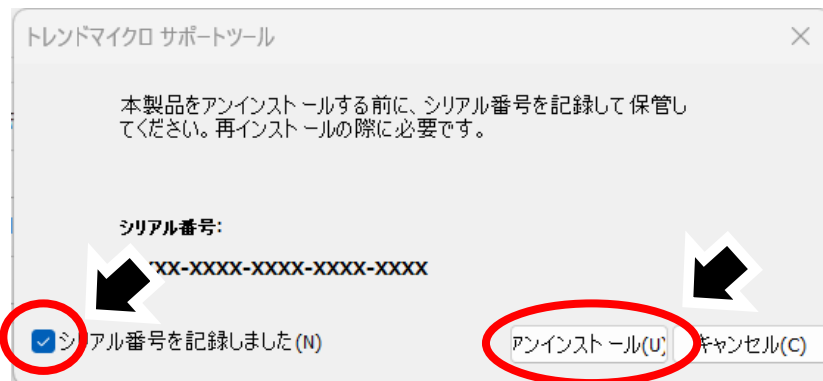 トレンドマイクロ サポートツール
本製品をアンインストールする前に、シリアル番号を記録して保管し
てください。再インストールの際に必要です。
シリアル番号:
XX-XXXX-XXXX-XXXX-XXXX
シリアル番号を記録しました(N)
アンインストール(U)
キャンセル(C)